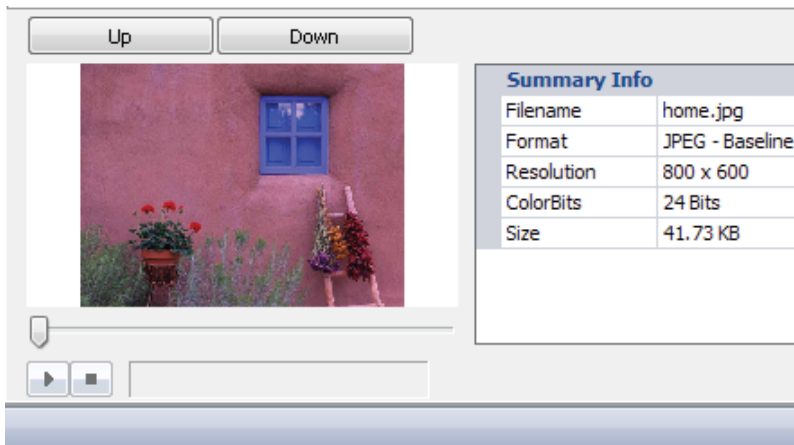 Up Down
Summary Info
Filename home.jpg
Format JPEG - Baseline
Resolution 800 x 600
ColorBits 24 Bits
Size 41.73 KB